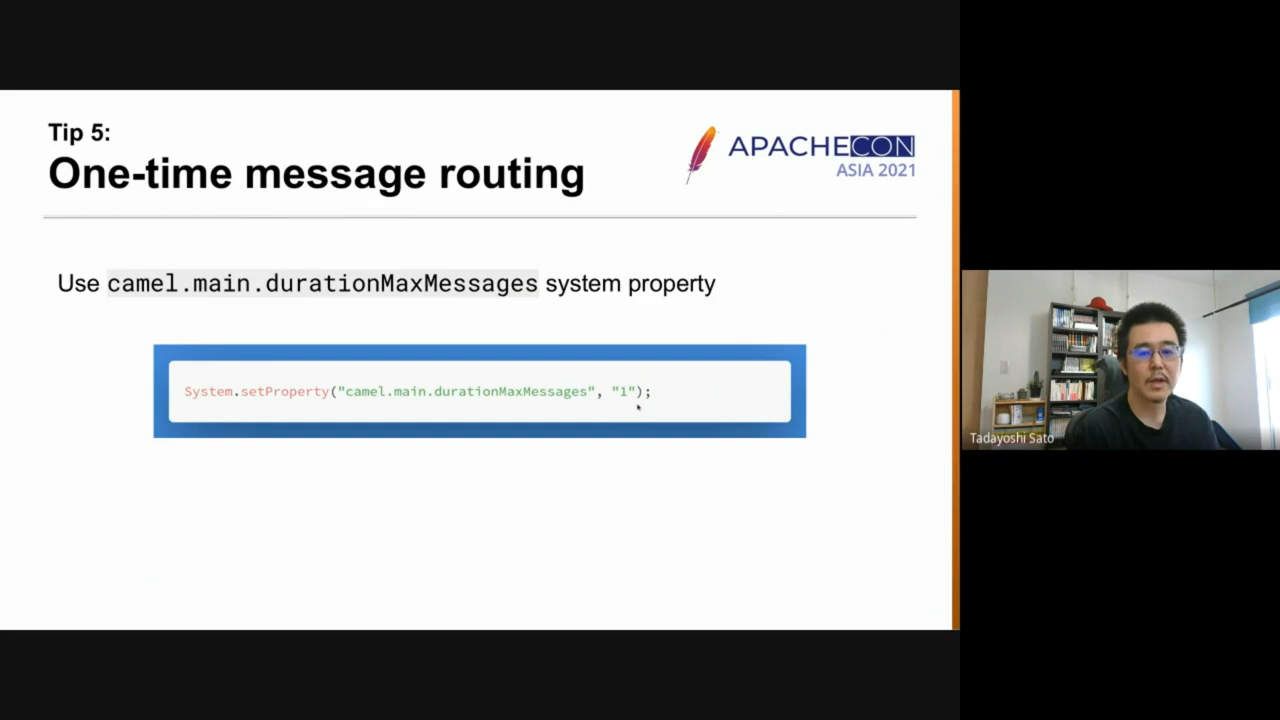 Tip 5:
One-time message routing
APACHECON
ASIA 2021
Use camel.main.durationMaxMessages system property
System.setProperty("camel.main.durationMaxMessages", "1");
Tadayoshi Sato